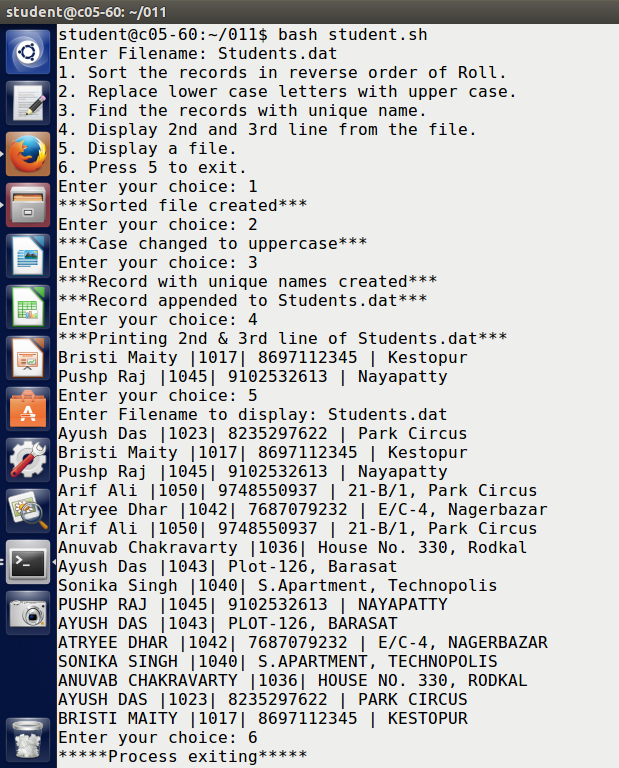 student@c05-60: ~/011
student@c05-60:~/011$ bash student.sh
Enter Filename: Students.dat
1. Sort the records in reverse order of Roll.
2. Replace lower case letters with upper case.
3. Find the records with unique name.
4. Display 2nd and 3rd line from the file.
5. Display a file.
6. Press 5 to exit.
Enter your choice: 1
***Sorted file created***
Enter your choice: 2
***Case changed to uppercase***
Enter your choice: 3
***Record with unique names created***
***Record appended to Students.dat***
Enter your choice: 4
***Printing 2nd & 3rd line of Students.dat***
Bristi Maity |1017| 8697112345 | Kestopur
Pushp Raj |1045| 9102532613 | Nayapatty
Enter your choice: 5
Enter Filename to display: Students.dat
Ayush Das |1023| 8235297622 | Park Circus
Bristi Maity |1017| 8697112345 | Kestopur
Pushp Raj |1045| 9102532613 | Nayapatty
Arif Ali |1050| 9748550937 | 21-B/1, Park Circus
Atryee Dhar |1042| 7687079232 | E/C-4, Nagerbazar
Arif Ali |1050| 9748550937 | 21-B/1, Park Circus
Anuvab Chakravarty |1036| House No. 330, Rodkal
Ayush Das |1043| Plot-126, Barasat
Sonika Singh |1040| S.Apartment, Technopolis
PUSHP RAJ |1045| 9102532613 | NAYAPATTY
AYUSH DAS |1043| PLOT-126, BARASAT
ATRYEE DHAR |1042| 7687079232 | E/C-4, NAGERBAZAR
SONIKA SINGH |1040| S.APARTMENT, TECHNOPOLIS
ANUVAB CHAKRAVARTY |1036| HOUSE NO. 330, RODKAL
AYUSH DAS |1023| 8235297622 | PARK CIRCUS
BRISTI MAITY |1017| 8697112345 | KESTOPUR
Enter your choice: 6
*****Process exiting*****